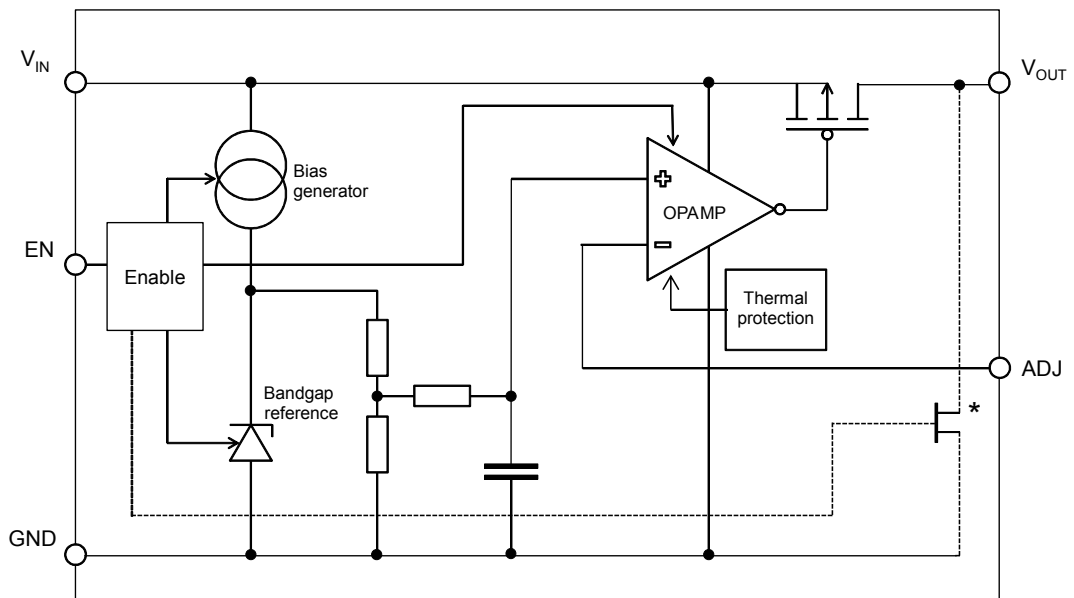 VIN
VOUT
Bias
generator
OPAMP
EN
Enable
Thermal
protection
ADJ
Bandgap
reference
*
GND